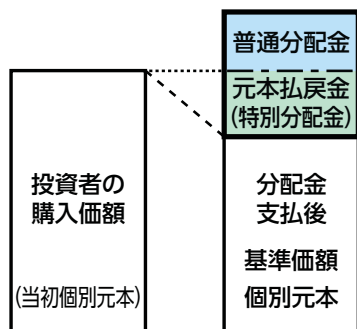 普通分配金
元本払戻金
(特別分配金)
投資者の
購入価額
(当初個別元本)
分配金
支払後
基準価額
個別元本